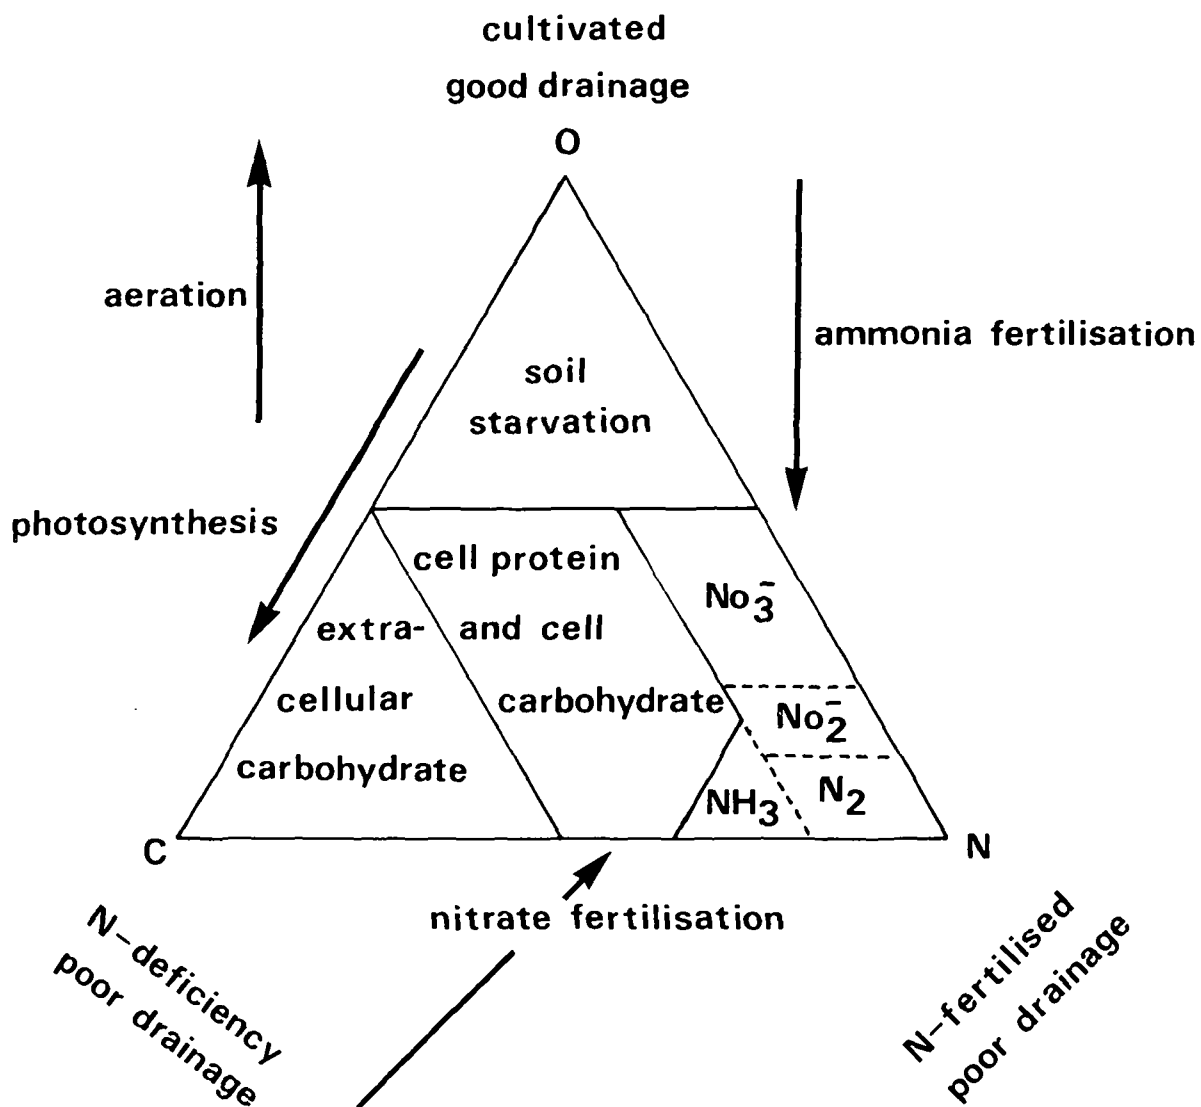 cultivated
good drainage
O
aeration
ammonia fertilisation
soil
starvation
photosynthesis
cell protein
and cell
carbohydrate
extra-
cellular
carbohydrate
No₃⁻
No₂⁻
NH₃
N₂
C
N
nitrate fertilisation
N-deficiency
poor drainage
N-fertilised
poor drainage